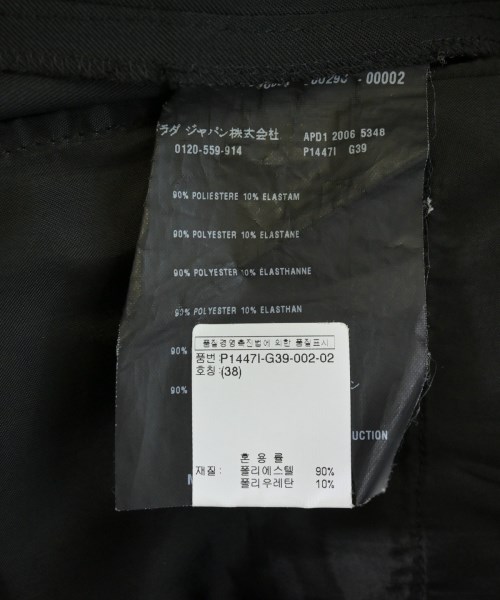 00293 -00002
ラダ ジャパン株式会社
APD1 2006 5348
0120-559-914
P1447I G39
90% POLIESTERE 10% ELASTAM
90% POLYESTER 10% ELASTANE
90% POLYESTER 10% ELASTHANNE
90% POLYESTER 10% ELASTHAN
90%
90%
품질경영촉진법에 의한 품질표시
품번: P1447I-G39-002-02
호칭: (38)
UCTION
혼 용 률
재질: 폴리에스텔 90%
폴리우레탄 10%